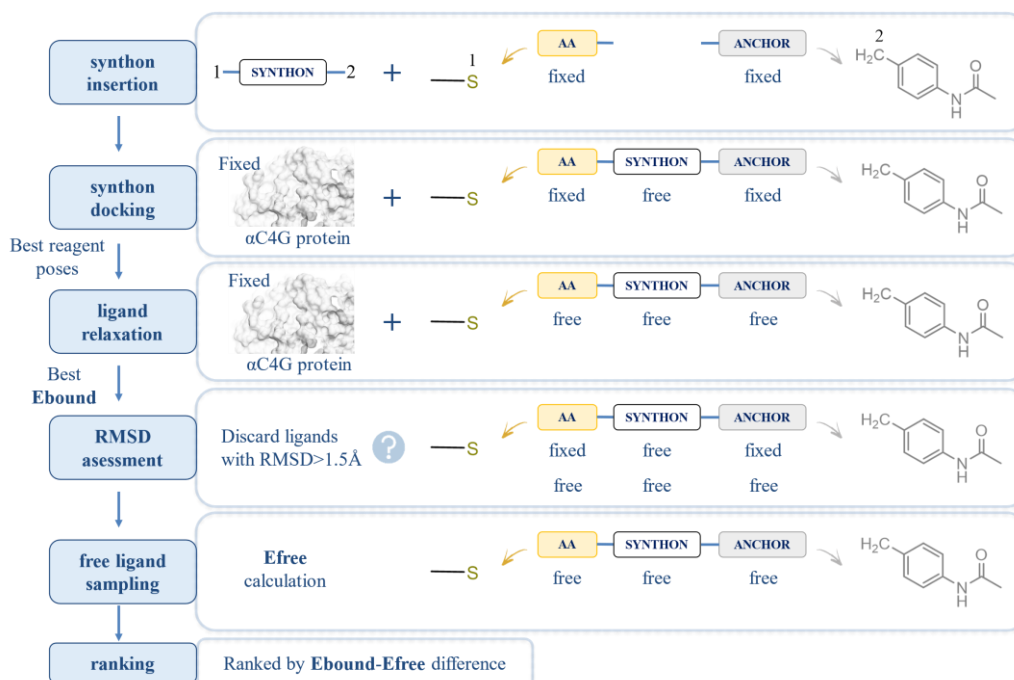 synthon
insertion
1 SYNTHON 2
+
1
S
AA
fixed
ANCHOR
fixed
2
H₂C
O
N
H
synthon
docking
Fixed
αC4G protein
+
S
AA SYNTHON ANCHOR
fixed free fixed
H₂C
O
N
H
Best reagent
poses
ligand
relaxation
Fixed
αC4G protein
+
S
AA SYNTHON ANCHOR
free free free
H₂C
O
N
H
Best
Ebound
RMSD
asessment
Discard ligands
with RMSD>1.5Å
?
S
AA SYNTHON ANCHOR
fixed free fixed
free free free
H₂C
O
N
H
free ligand
sampling
Efree
calculation
S
AA SYNTHON ANCHOR
free free free
H₂C
O
N
H
ranking
Ranked by Ebound-Efree difference